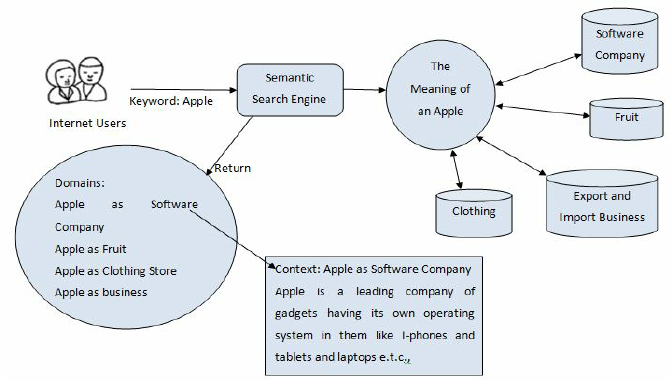 Software
Company
The
Meaning of
an Apple
Semantic
Search Engine
Keyword: Apple
Internet Users
Fruit
Return
Domains:
Apple as Software
Company
Apple as Fruit
Apple as Clothing Store
Apple as business
Clothing
Export and
Import Business
Context: Apple as Software Company
Apple is a leading company of
gadgets having its own operating
system in them like I-phones and
tablets and laptops e.t.c.